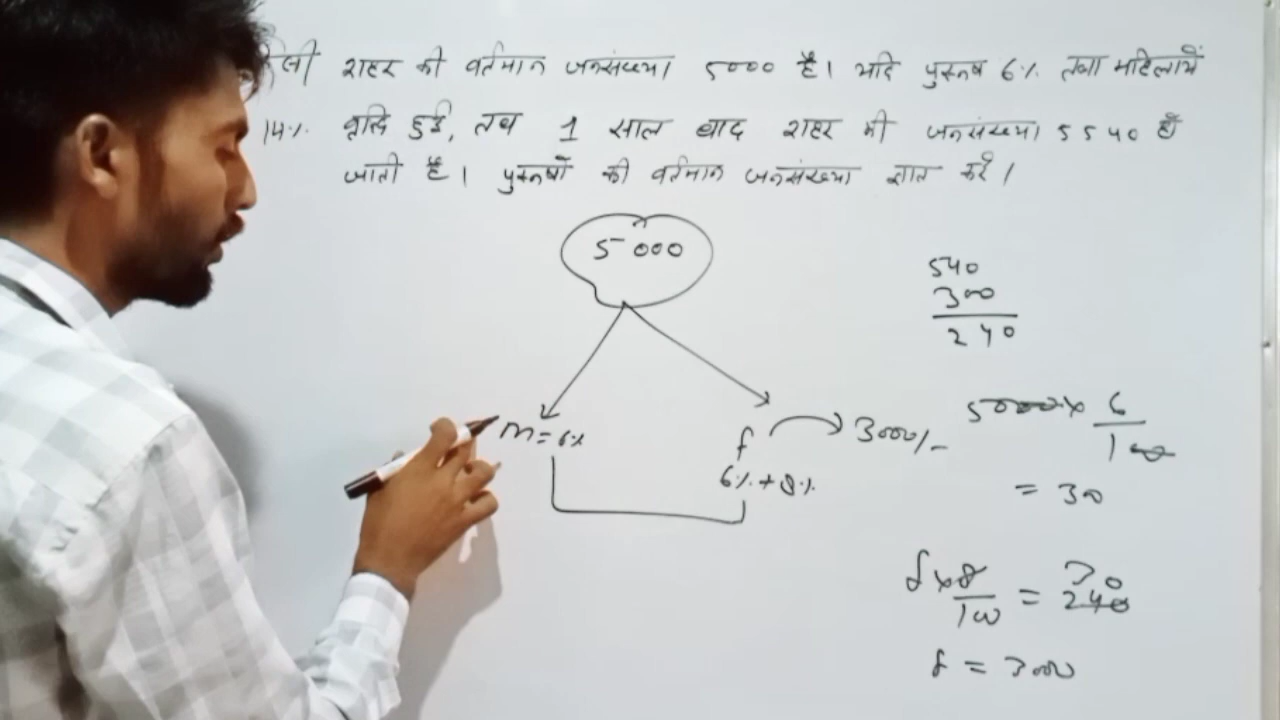 शहर की वर्तमान जनसंख्या 5000 है। यदि पुरुष 6% तथा महिलायें
14% वृद्धि हुई, तब 1 साल बाद शहर की जनसंख्या 5540 हो
जाती है। पुरुषों की वर्तमान जनसंख्या ज्ञात करें।
5000
540
300
240
m = 6%
f
6% + 8%
3000/-
5000 × 6/100
= 300
f × 8/100 = 240 30
f = 3000